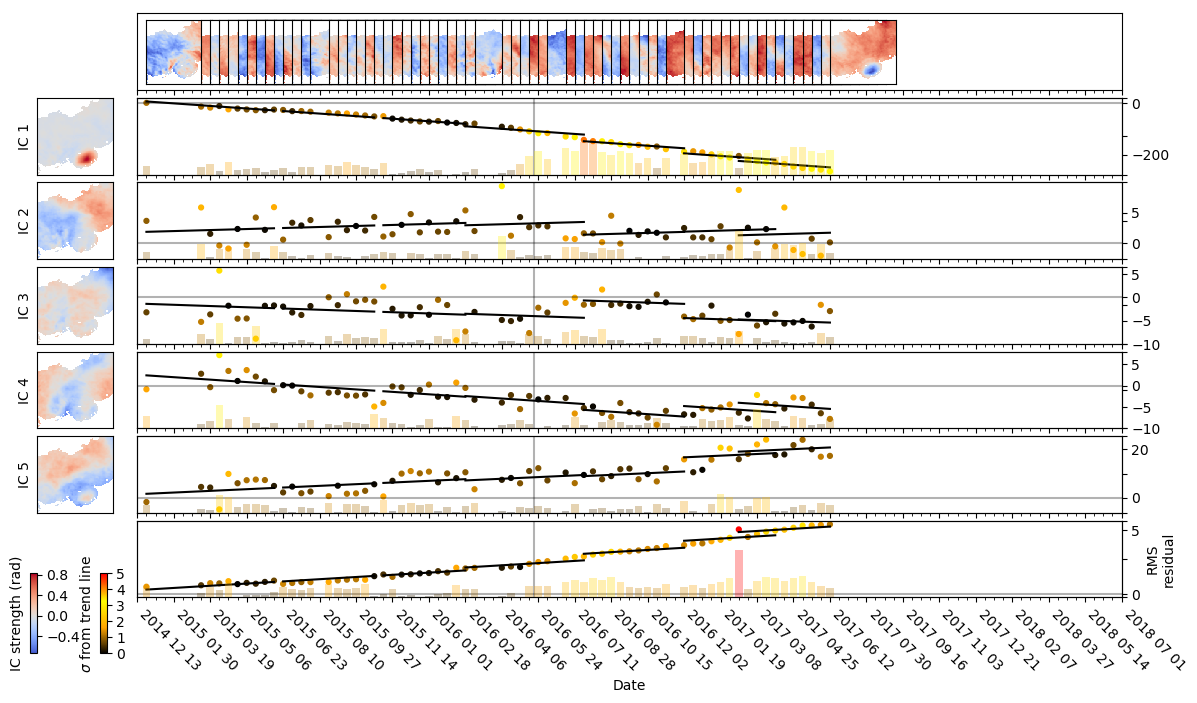 IC 1
0
−200
IC 2
5
0
IC 3
5
0
−5
−10
IC 4
5
0
−5
−10
IC 5
20
0
RMS
residual
5
0
IC strength (rad)
0.8
0.4
0.0
−0.4
σ from trend line
5
4
3
2
1
0
2014 12 13
2015 01 30
2015 03 19
2015 05 06
2015 06 23
2015 08 10
2015 09 27
2015 11 14
2016 01 01
2016 02 18
2016 04 06
2016 05 24
2016 07 11
2016 08 28
2016 10 15
2016 12 02
2017 01 19
2017 03 08
2017 04 25
2017 06 12
2017 07 30
2017 09 16
2017 11 03
2017 12 21
2018 02 07
2018 03 27
2018 05 14
2018 07 01
Date